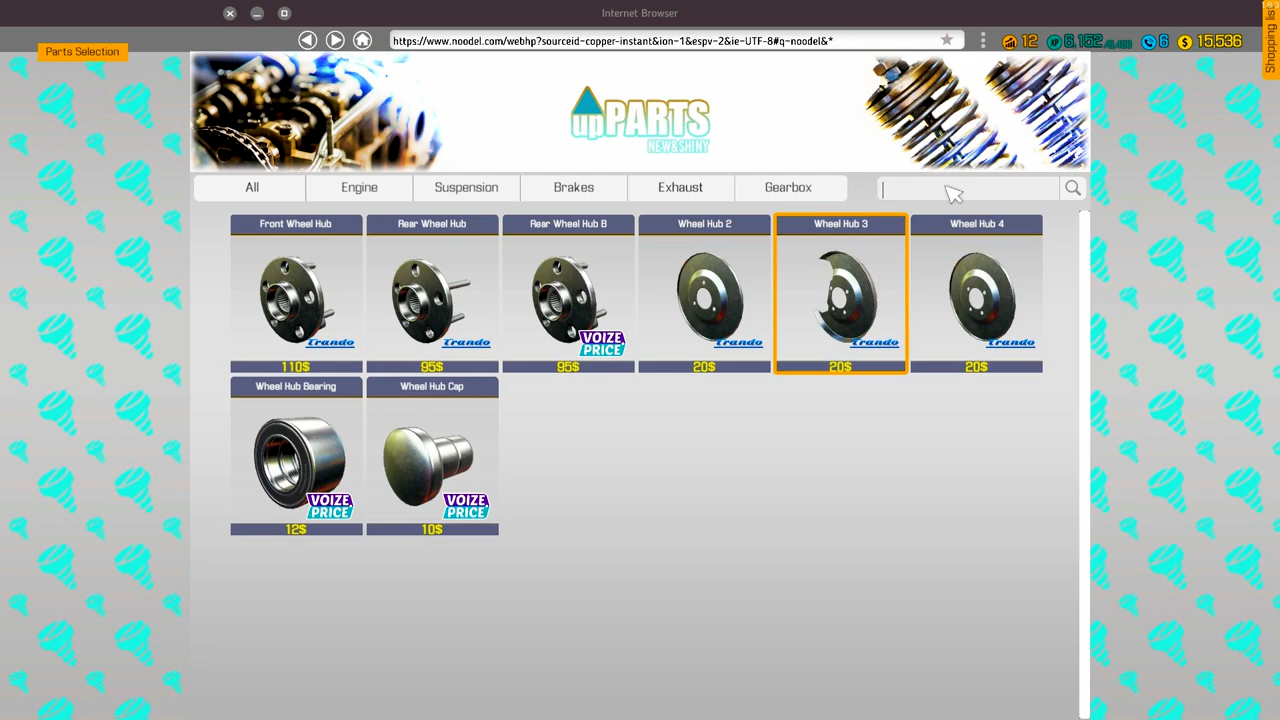 Internet Browser
Parts Selection
https://www.noodel.com/webhp?sourceid-copper-instant&ion-1&espv-2&ie-UTF-8#q-noodel&*
12
6
15,536
Shopping list
upPARTS
NEW&SHINY
All
Engine
Suspension
Brakes
Exhaust
Gearbox
Front Wheel Hub
Rear Wheel Hub
Rear Wheel Hub B
Wheel Hub 2
Wheel Hub 3
Wheel Hub 4
Trando
Trando
VOIZE
PRICE
Trando
Trando
Trando
110$
95$
95$
20$
20$
20$
Wheel Hub Bearing
Wheel Hub Cap
VOIZE
PRICE
VOIZE
PRICE
12$
10$